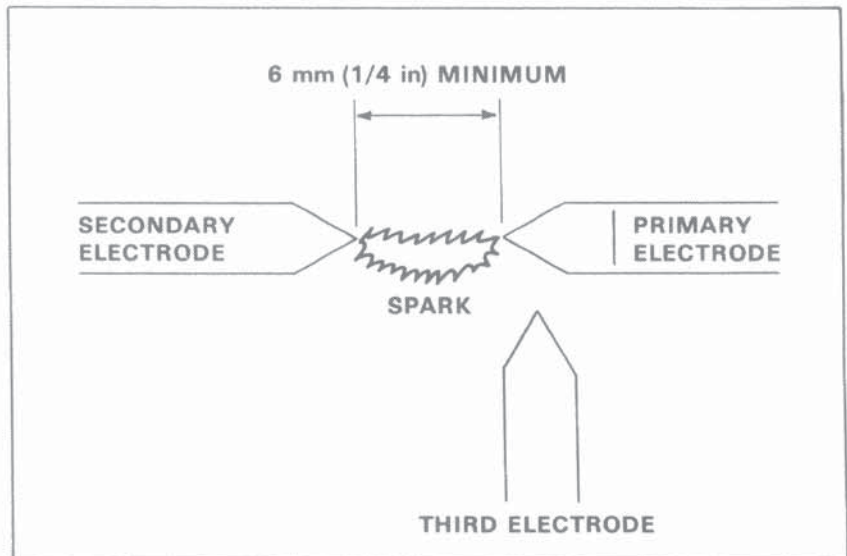 6 mm (1/4 in) MINIMUM
SECONDARY
ELECTRODE
PRIMARY
ELECTRODE
SPARK
THIRD ELECTRODE